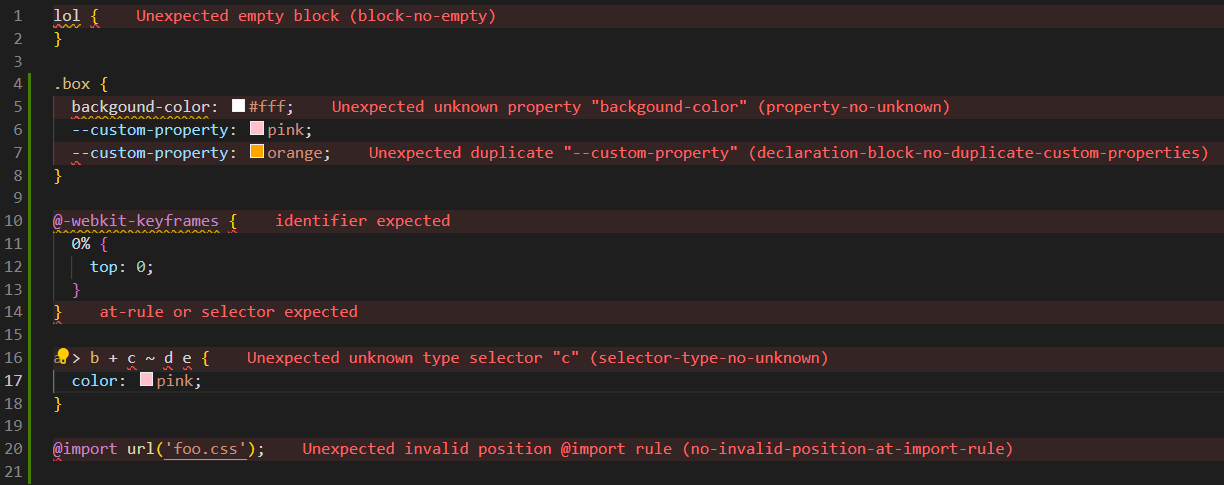 1 lol { Unexpected empty block (block-no-empty)
2 }
3
4 .box {
5 backgound-color: #fff; Unexpected unknown property "backgound-color" (property-no-unknown)
6 --custom-property: pink;
7 --custom-property: orange; Unexpected duplicate "--custom-property" (declaration-block-no-duplicate-custom-properties)
8 }
9
10 @-webkit-keyframes { identifier expected
11 0% {
12 top: 0;
13 }
14 } at-rule or selector expected
15
16 > b + c ~ d e { Unexpected unknown type selector "c" (selector-type-no-unknown)
17 color: pink;
18 }
19
20 @import url('foo.css'); Unexpected invalid position @import rule (no-invalid-position-at-import-rule)
21